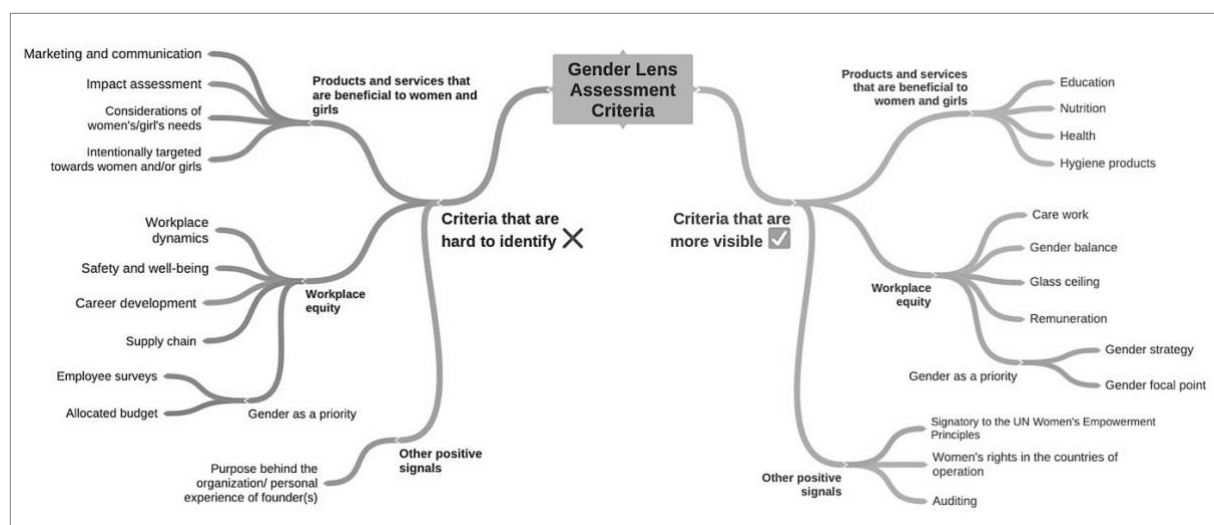 Gender Lens
Assessment
Criteria
Marketing and communication
Impact assessment
Considerations of
women's/girl's needs
Intentionally targeted
towards women and/or girls
Products and services that
are beneficial to women and
girls
Workplace
dynamics
Safety and well-being
Career development
Supply chain
Employee surveys
Allocated budget
Gender as a priority
Workplace
equity
Purpose behind the
organization/ personal
experience of founder(s)
Other positive
signals
Criteria that are
hard to identify
Criteria that are
more visible
Products and services
that are beneficial to
women and girls
Education
Nutrition
Health
Hygiene products
Workplace
equity
Care work
Gender balance
Glass ceiling
Remuneration
Gender as a priority
Gender strategy
Gender focal point
Other positive
signals
Signatory to the UN Women's Empowerment
Principles
Women's rights in the countries of
operation
Auditing